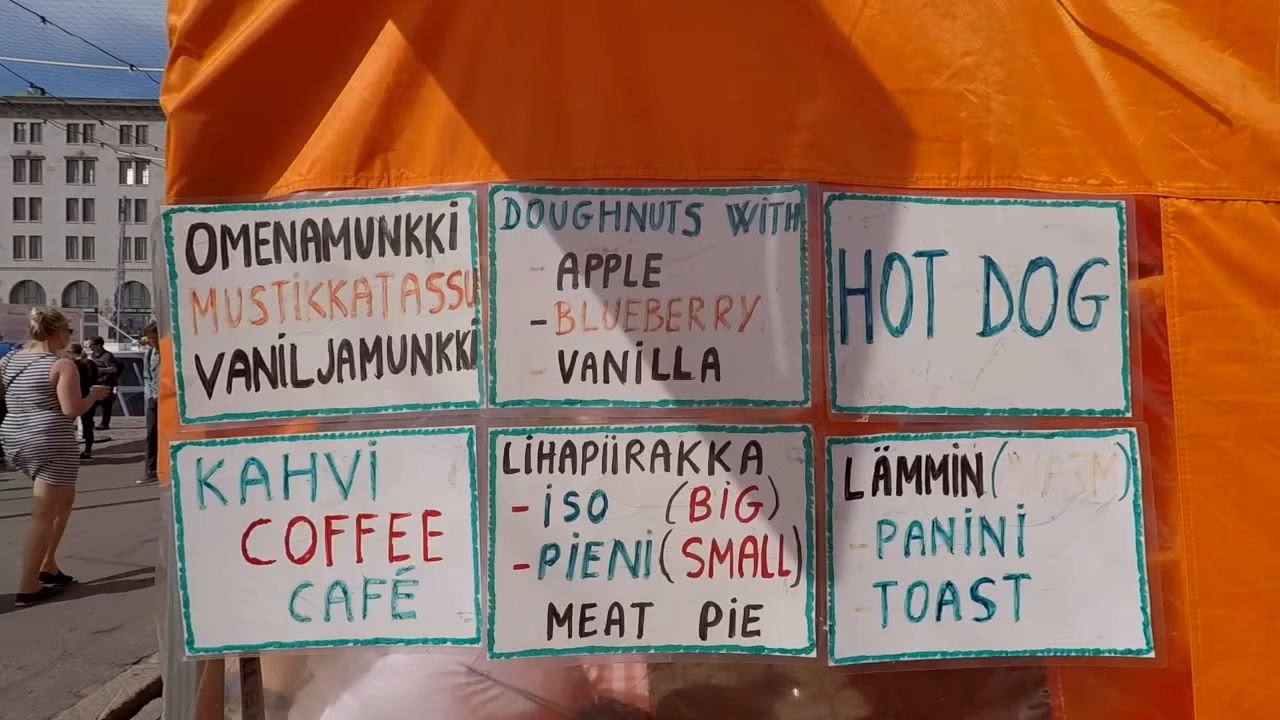 OMENAMUNKKI
MUSTIKKATASSU
VANILJAMUNKKI
DOUGHNUTS WITH
- APPLE
- BLUEBERRY
- VANILLA
HOT DOG
KAHVI
COFFEE
CAFÉ
LIHAPIIRAKKA
- ISO (BIG)
- PIENI (SMALL)
MEAT PIE
LÄMMIN (WARM)
- PANINI
- TOAST